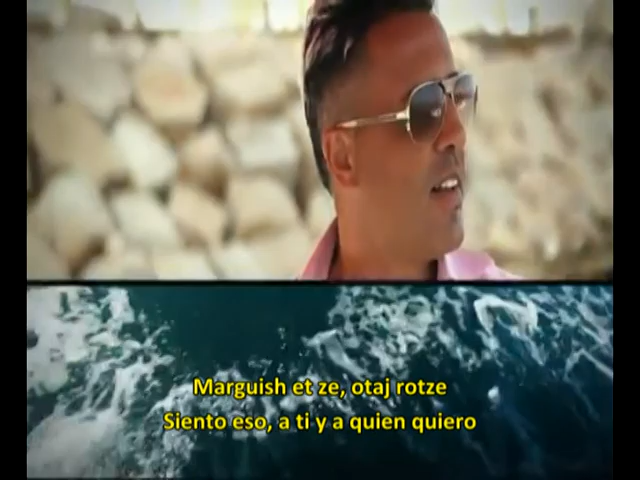 Marguish et ze, otaj rotze
Siento eso, a ti y a quien quiero